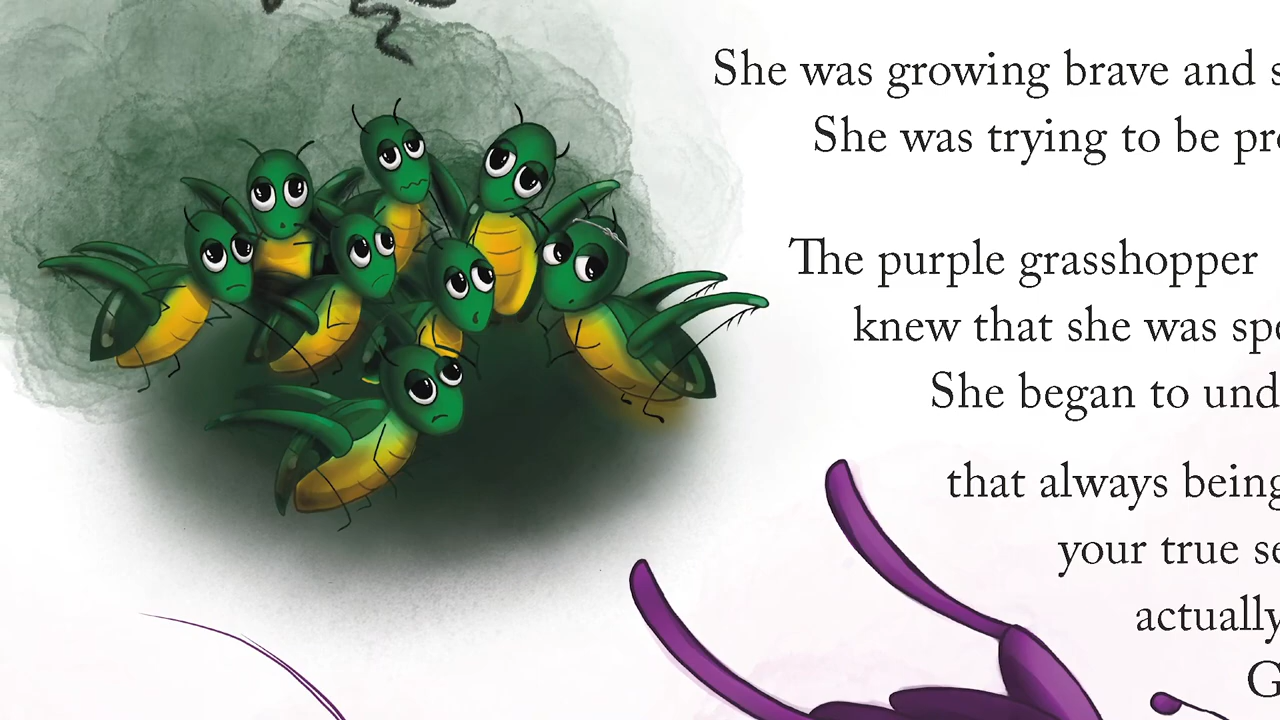 She was growing brave and
She was trying to be
The purple grasshopper
knew that she was
She began to
that always being
your true
actually